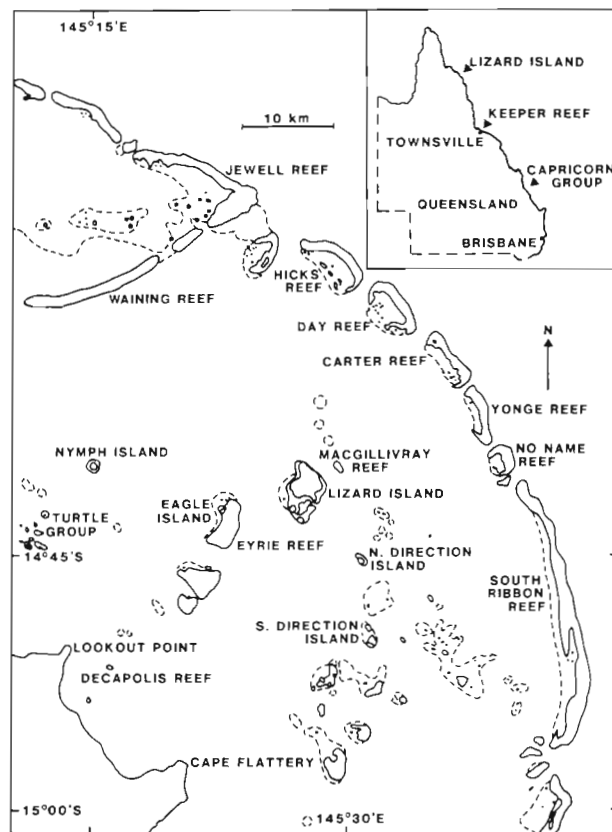 145°15'E
10 km
JEWELL REEF
LIZARD ISLAND
KEEPER REEF
TOWNSVILLE
CAPRICORN
GROUP
QUEENSLAND
BRISBANE
WAINING REEF
HICKS'
REEF
DAY REEF
CARTER REEF
N
YONGE REEF
NO NAME
REEF
NYMPH ISLAND
MACGILLIVRAY
REEF
LIZARD ISLAND
EAGLE
ISLAND
TURTLE
GROUP
EYRIE REEF
14°45'S
N. DIRECTION
ISLAND
SOUTH
RIBBON
REEF
S. DIRECTION
ISLAND
LOOKOUT POINT
DECAPOLIS REEF
CAPE FLATTERY
15°00'S
145°30'E